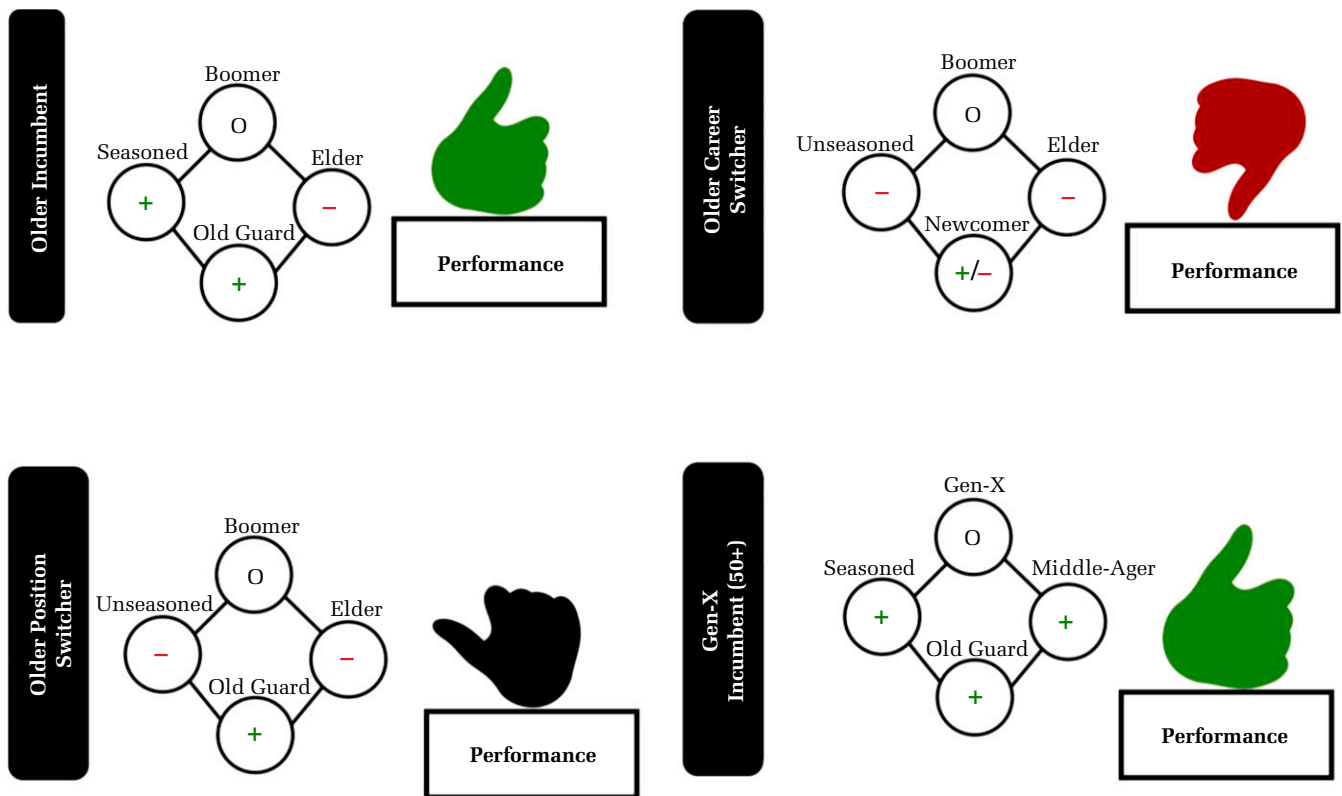 Older Incumbent
Boomer
O
Seasoned
+
Elder
–
Old Guard
+
Performance
Older Career
Switcher
Boomer
O
Unseasoned
–
Elder
–
Newcomer
+/–
Performance
Older Position
Switcher
Boomer
O
Unseasoned
–
Elder
–
Old Guard
+
Performance
Gen-X
Incumbent (50+)
Gen-X
O
Seasoned
+
Middle-Ager
+
Old Guard
+
Performance